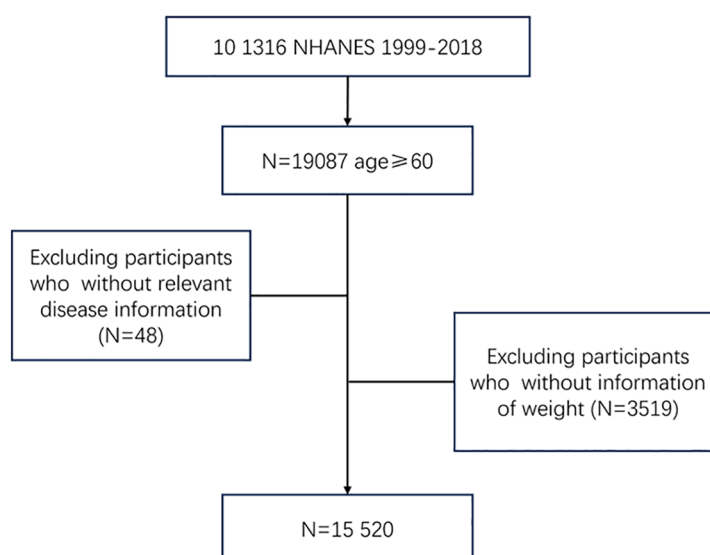 10 1316 NHANES 1999-2018
N=19087 age≥60
Excluding participants
who without relevant
disease information
(N=48)
Excluding participants
who without information
of weight (N=3519)
N=15 520